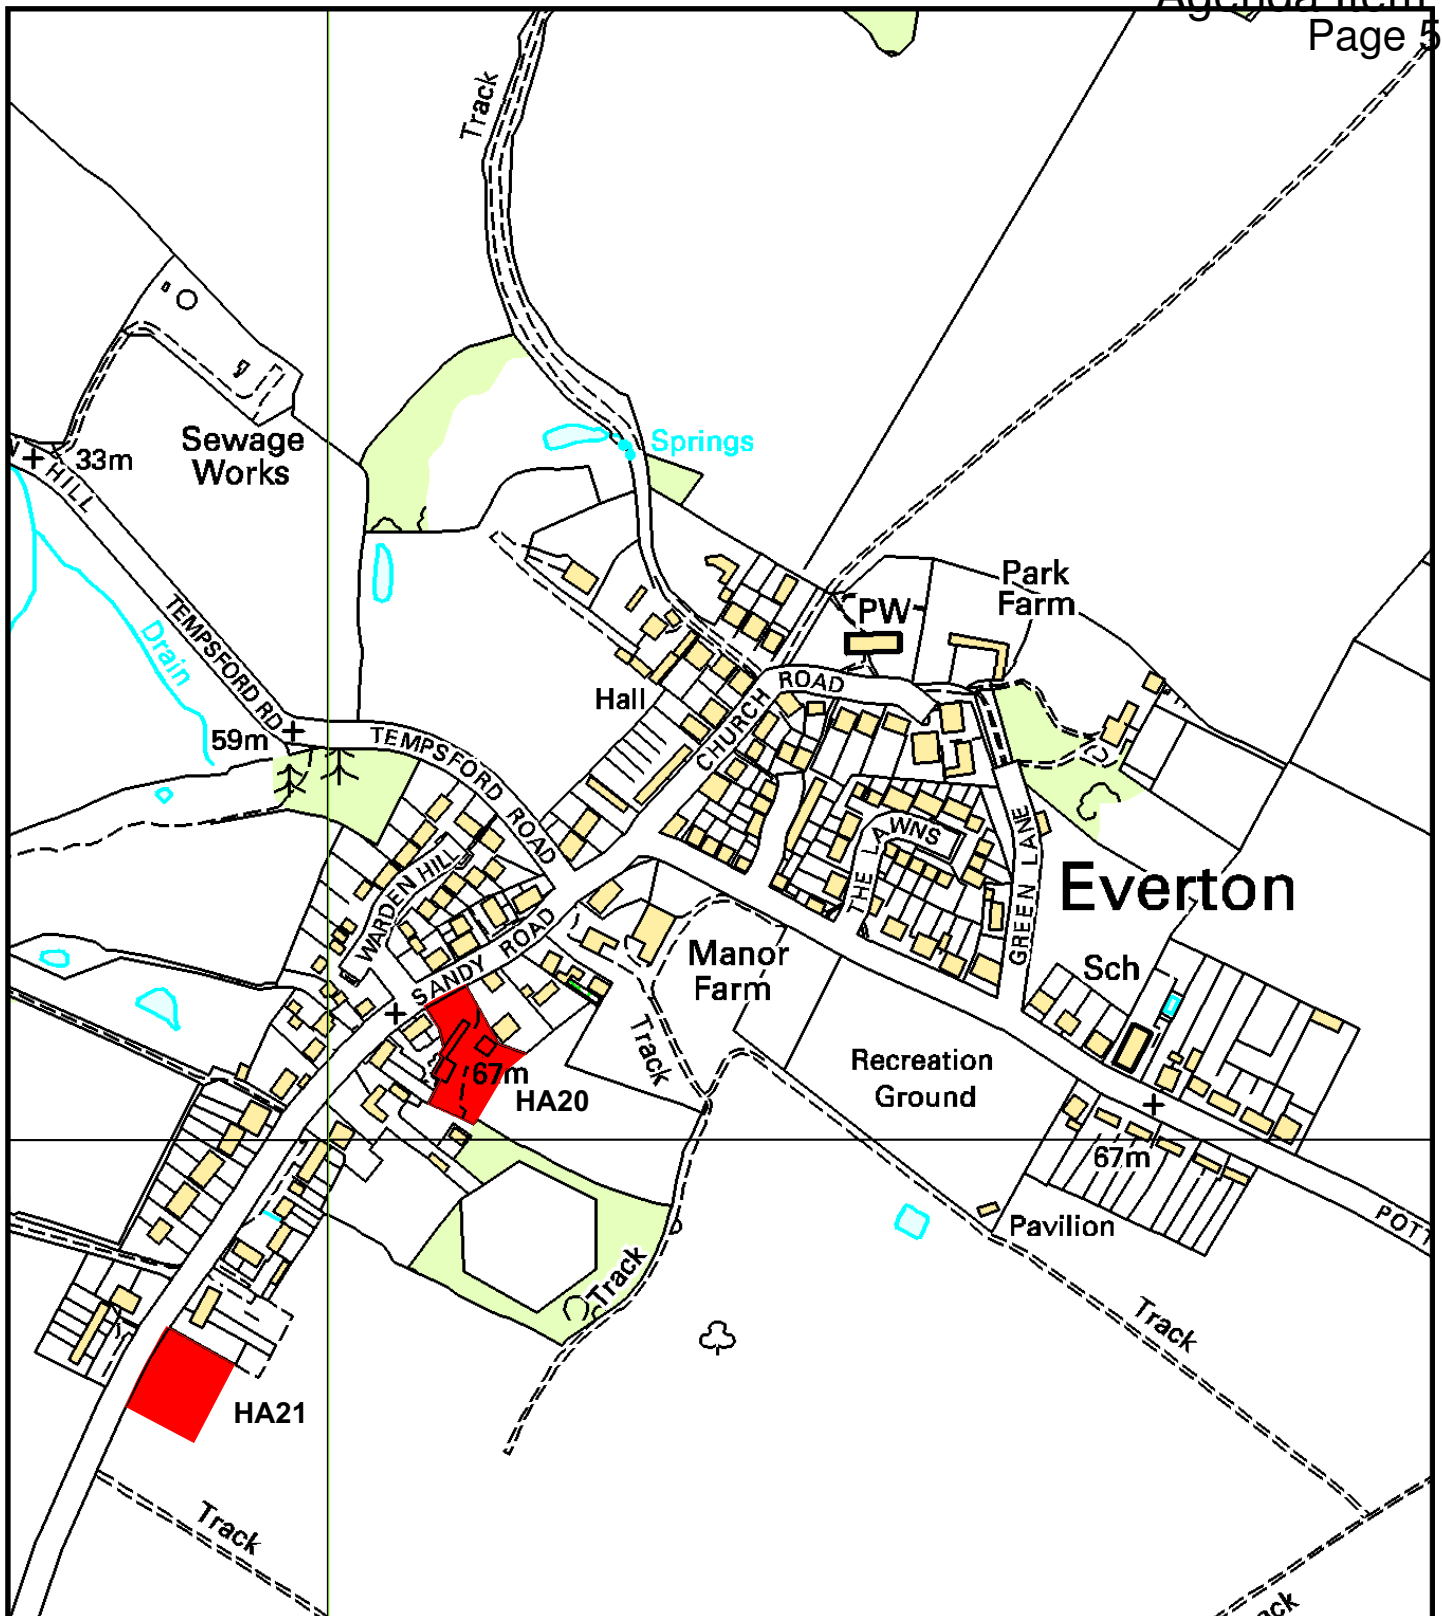 Agenda Item
Page 5
Track
Springs
Sewage
Works
33m
HILL
TEMPSFORD RD
Drain
59m
TEMPSFORD ROAD
Hall
CHURCH ROAD
PW
Park
Farm
WARDEN HILL
SANDY ROAD
THE LAWNS
GREEN LANE
Everton
Manor
Farm
Sch
Track
67m
HA20
Recreation
Ground
67m
Pavilion
POTT
Track
Track
HA21
Track